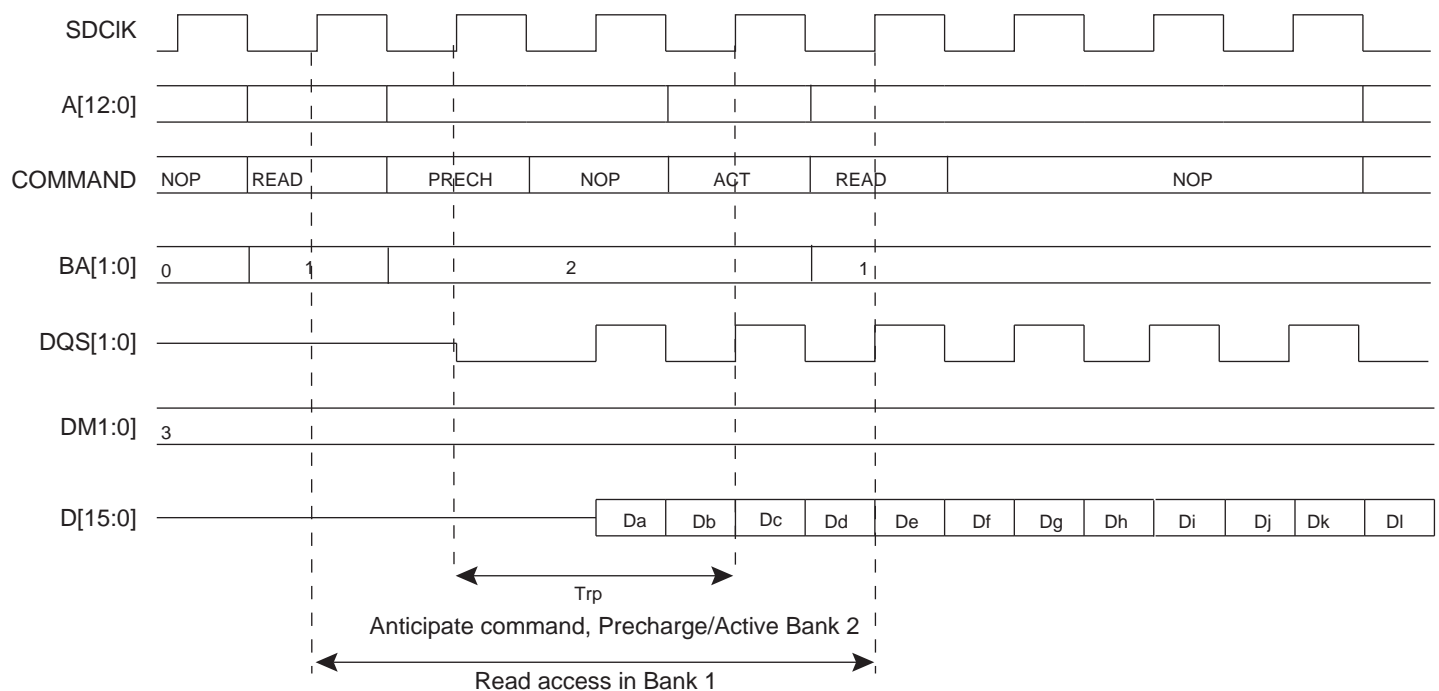 SDClK
A[12:0]
COMMAND NOP READ PRECH NOP ACT READ NOP
BA[1:0] 0 1 2 1
DQS[1:0]
DM1:0] 3
D[15:0] Da Db Dc Dd De Df Dg Dh Di Dj Dk Dl
Trp
Anticipate command, Precharge/Active Bank 2
Read access in Bank 1